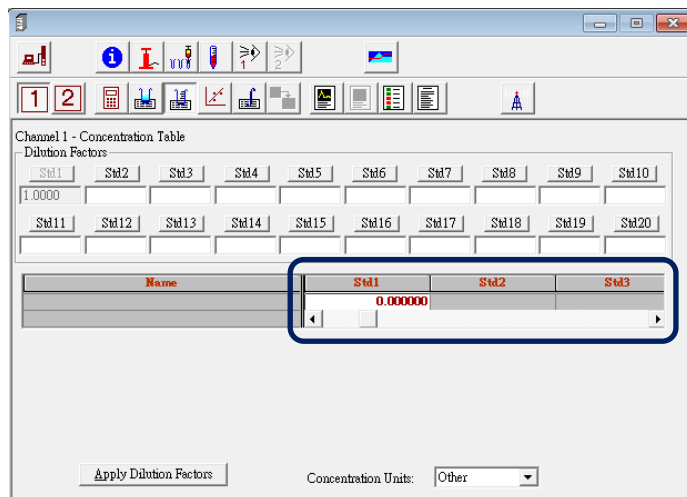 1 2
1 2
Channel 1 - Concentration Table
Dilution Factors
Std1 Std2 Std3 Std4 Std5 Std6 Std7 Std8 Std9 Std10
1.0000
Std11 Std12 Std13 Std14 Std15 Std16 Std17 Std18 Std19 Std20
Name Std1 Std2 Std3
0.000000
Apply Dilution Factors Concentration Units: Other